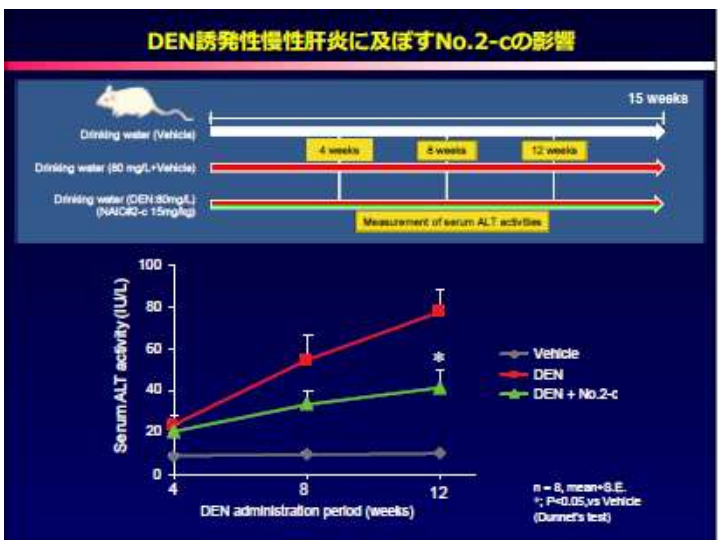 DEN誘発性慢性肝炎に及ぼすNo.2-cの影響
15 weeks
Drinking water (Vehicle)
4 weeks
8 weeks
12 weeks
Drinking water (80 mg/L+Vehicle)
Drinking water (DEN:80mg/L)
(NAIC#2-c 15mg/kg)
Measurement of serum ALT activities
Serum ALT activity (IU/L)
100
80
60
40
20
0
*
4
8
12
DEN administration period (weeks)
Vehicle
DEN
DEN + No.2-c
n = 8, mean+S.E.
*; P<0.05,vs Vehicle
(Dunnet's test)